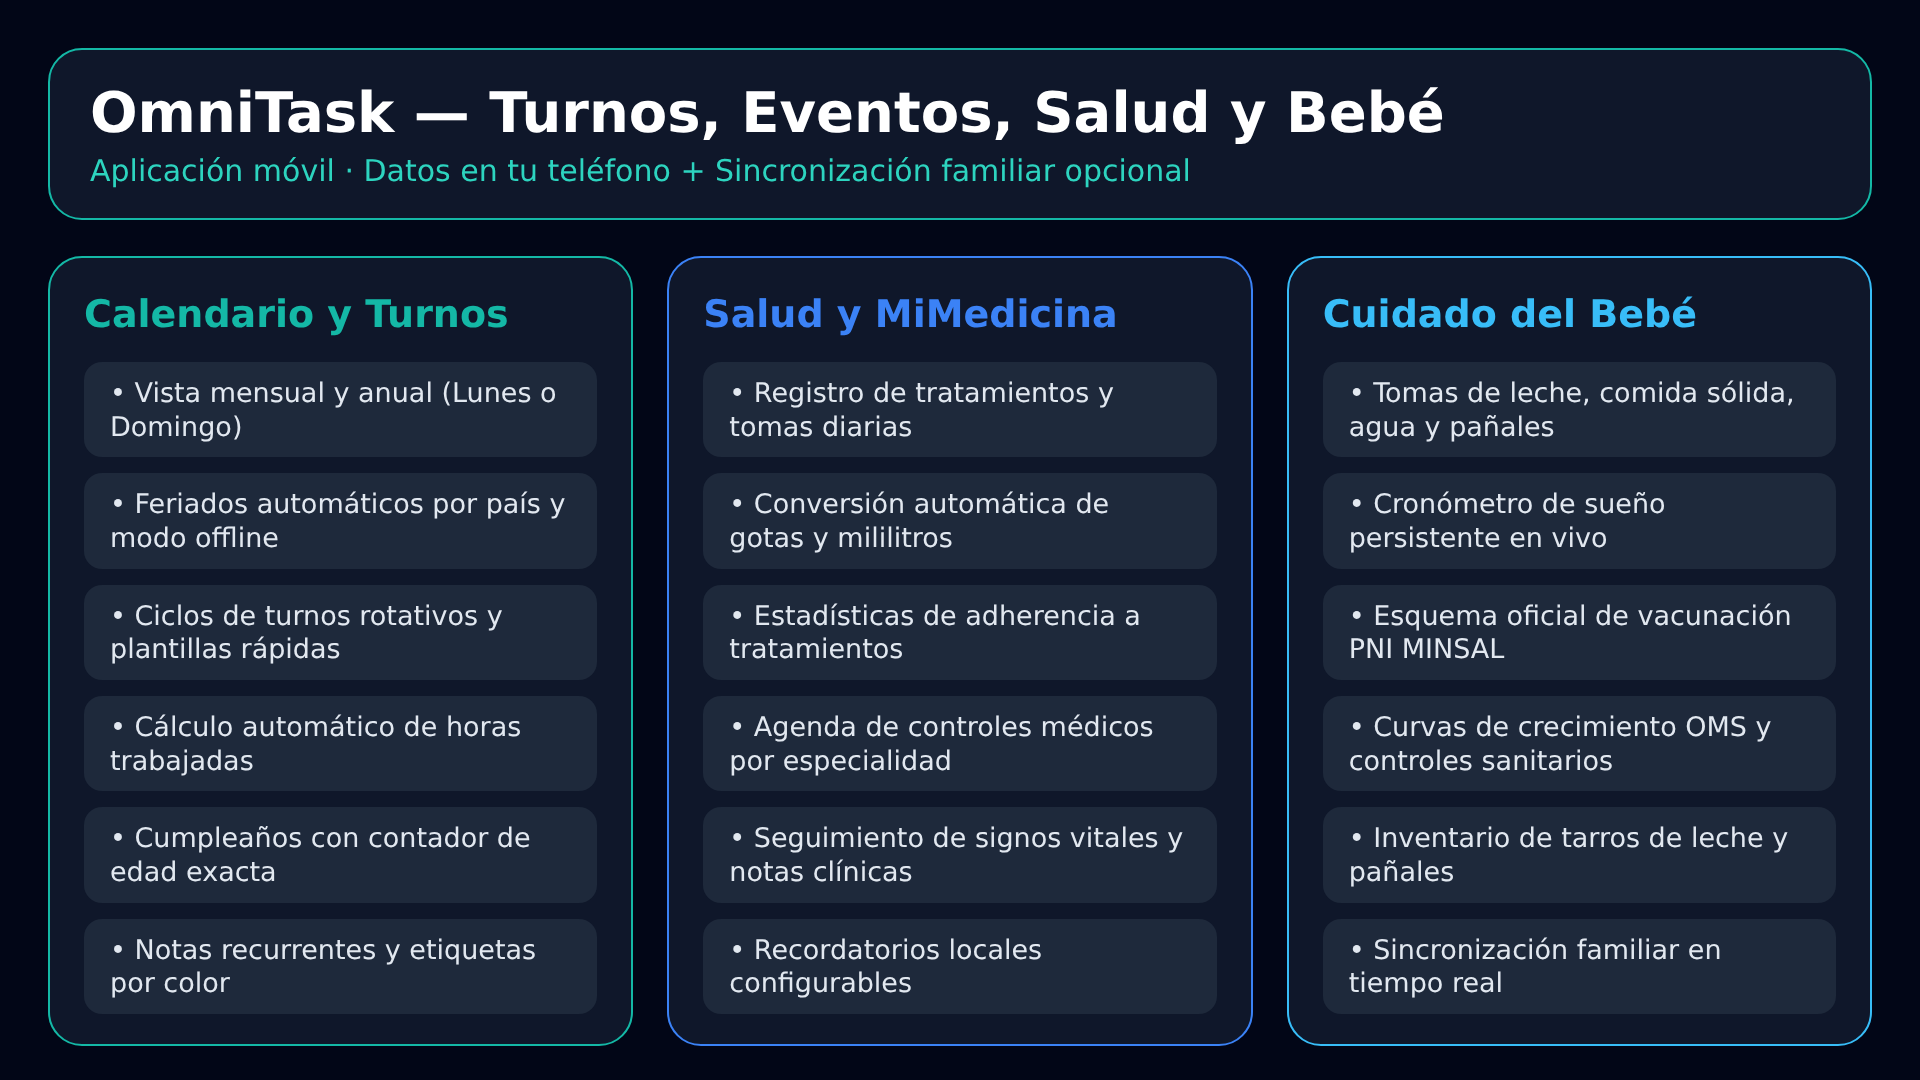 OmniTask — Turnos, Eventos, Salud y Bebé
Aplicación móvil · Datos en tu teléfono + Sincronización familiar opcional
Calendario y Turnos
• Vista mensual y anual (Lunes o
Domingo)
• Feriados automáticos por país y
modo offline
• Ciclos de turnos rotativos y
plantillas rápidas
• Cálculo automático de horas
trabajadas
• Cumpleaños con contador de
edad exacta
• Notas recurrentes y etiquetas
por color
Salud y MiMedicina
• Registro de tratamientos y
tomas diarias
• Conversión automática de
gotas y mililitros
• Estadísticas de adherencia a
tratamientos
• Agenda de controles médicos
por especialidad
• Seguimiento de signos vitales y
notas clínicas
• Recordatorios locales
configurables
Cuidado del Bebé
• Tomas de leche, comida sólida,
agua y pañales
• Cronómetro de sueño
persistente en vivo
• Esquema oficial de vacunación
PNI MINSAL
• Curvas de crecimiento OMS y
controles sanitarios
• Inventario de tarros de leche y
pañales
• Sincronización familiar en
tiempo real